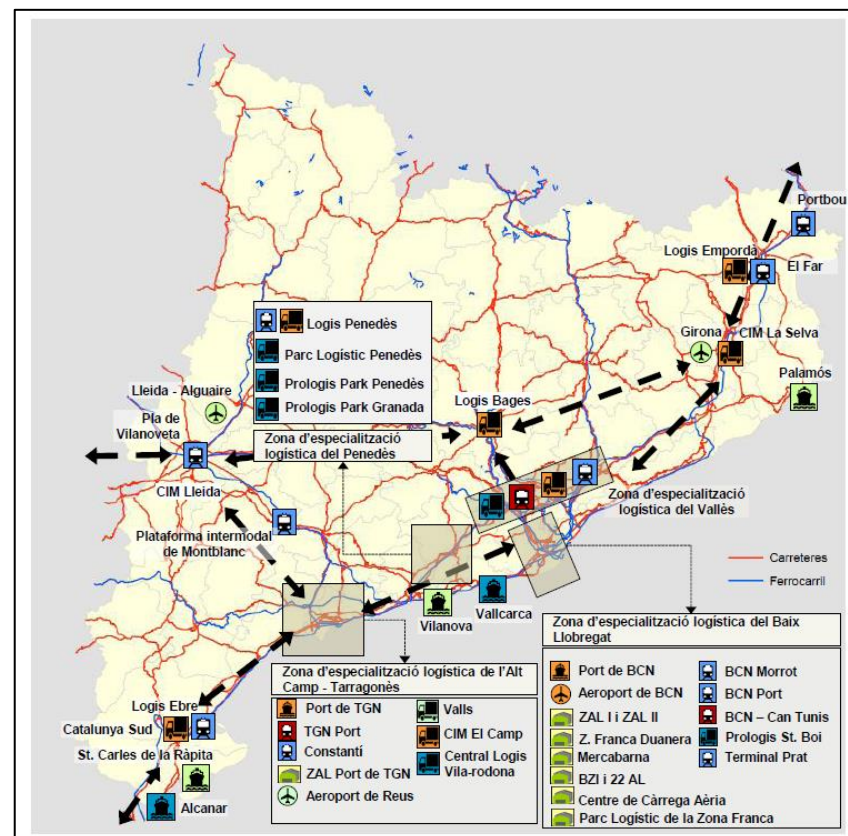 Portbou
Logis Empordà
El Far
Girona
CIM La Selva
Palamós
Logis Penedès
Parc Logístic Penedès
Prologis Park Penedès
Prologis Park Granada
Lleida - Alguaire
Logis Bages
Pla de
Vilanoveta
Zona d'especialització
logística del Penedès
CIM Lleida
Zona d'especialització
logística del Vallès
Plataforma intermodal
de Montblanc
Carreteres
Ferrocarril
Vilanova
Vallcarca
Zona d'especialització logística del Baix
Llobregat
Port de BCN
Aeroport de BCN
ZAL I i ZAL II
Z. Franca Duanera
Mercabarna
BZI i 22 AL
Centre de Càrrega Aèria
Parc Logístic de la Zona Franca
BCN Morrot
BCN Port
BCN – Can Tunis
Prologis St. Boi
Terminal Prat
Zona d'especialització logística de l'Alt
Camp - Tarragonès
Port de TGN
TGN Port
Constantí
ZAL Port de TGN
Aeroport de Reus
Valls
CIM El Camp
Central Logis
Vila-rodona
Logis Ebre
Catalunya Sud
St. Carles de la Ràpita
Alcanar